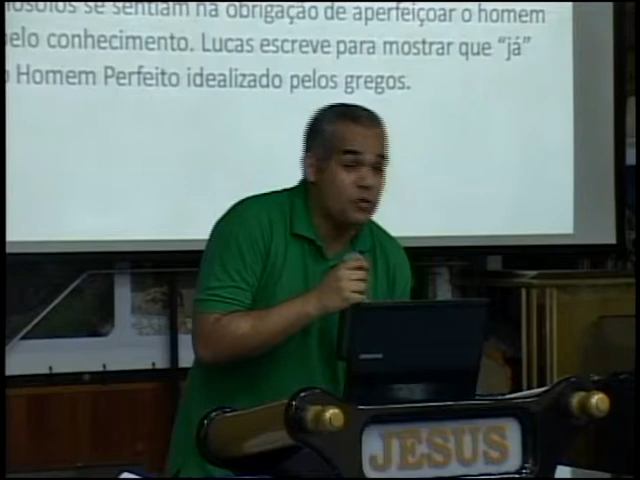 se sentiam na obrigação de aperfeiçoar o homem
pelo conhecimento. Lucas escreve para mostrar que “já”
o Homem Perfeito idealizado pelos gregos.
JESUS